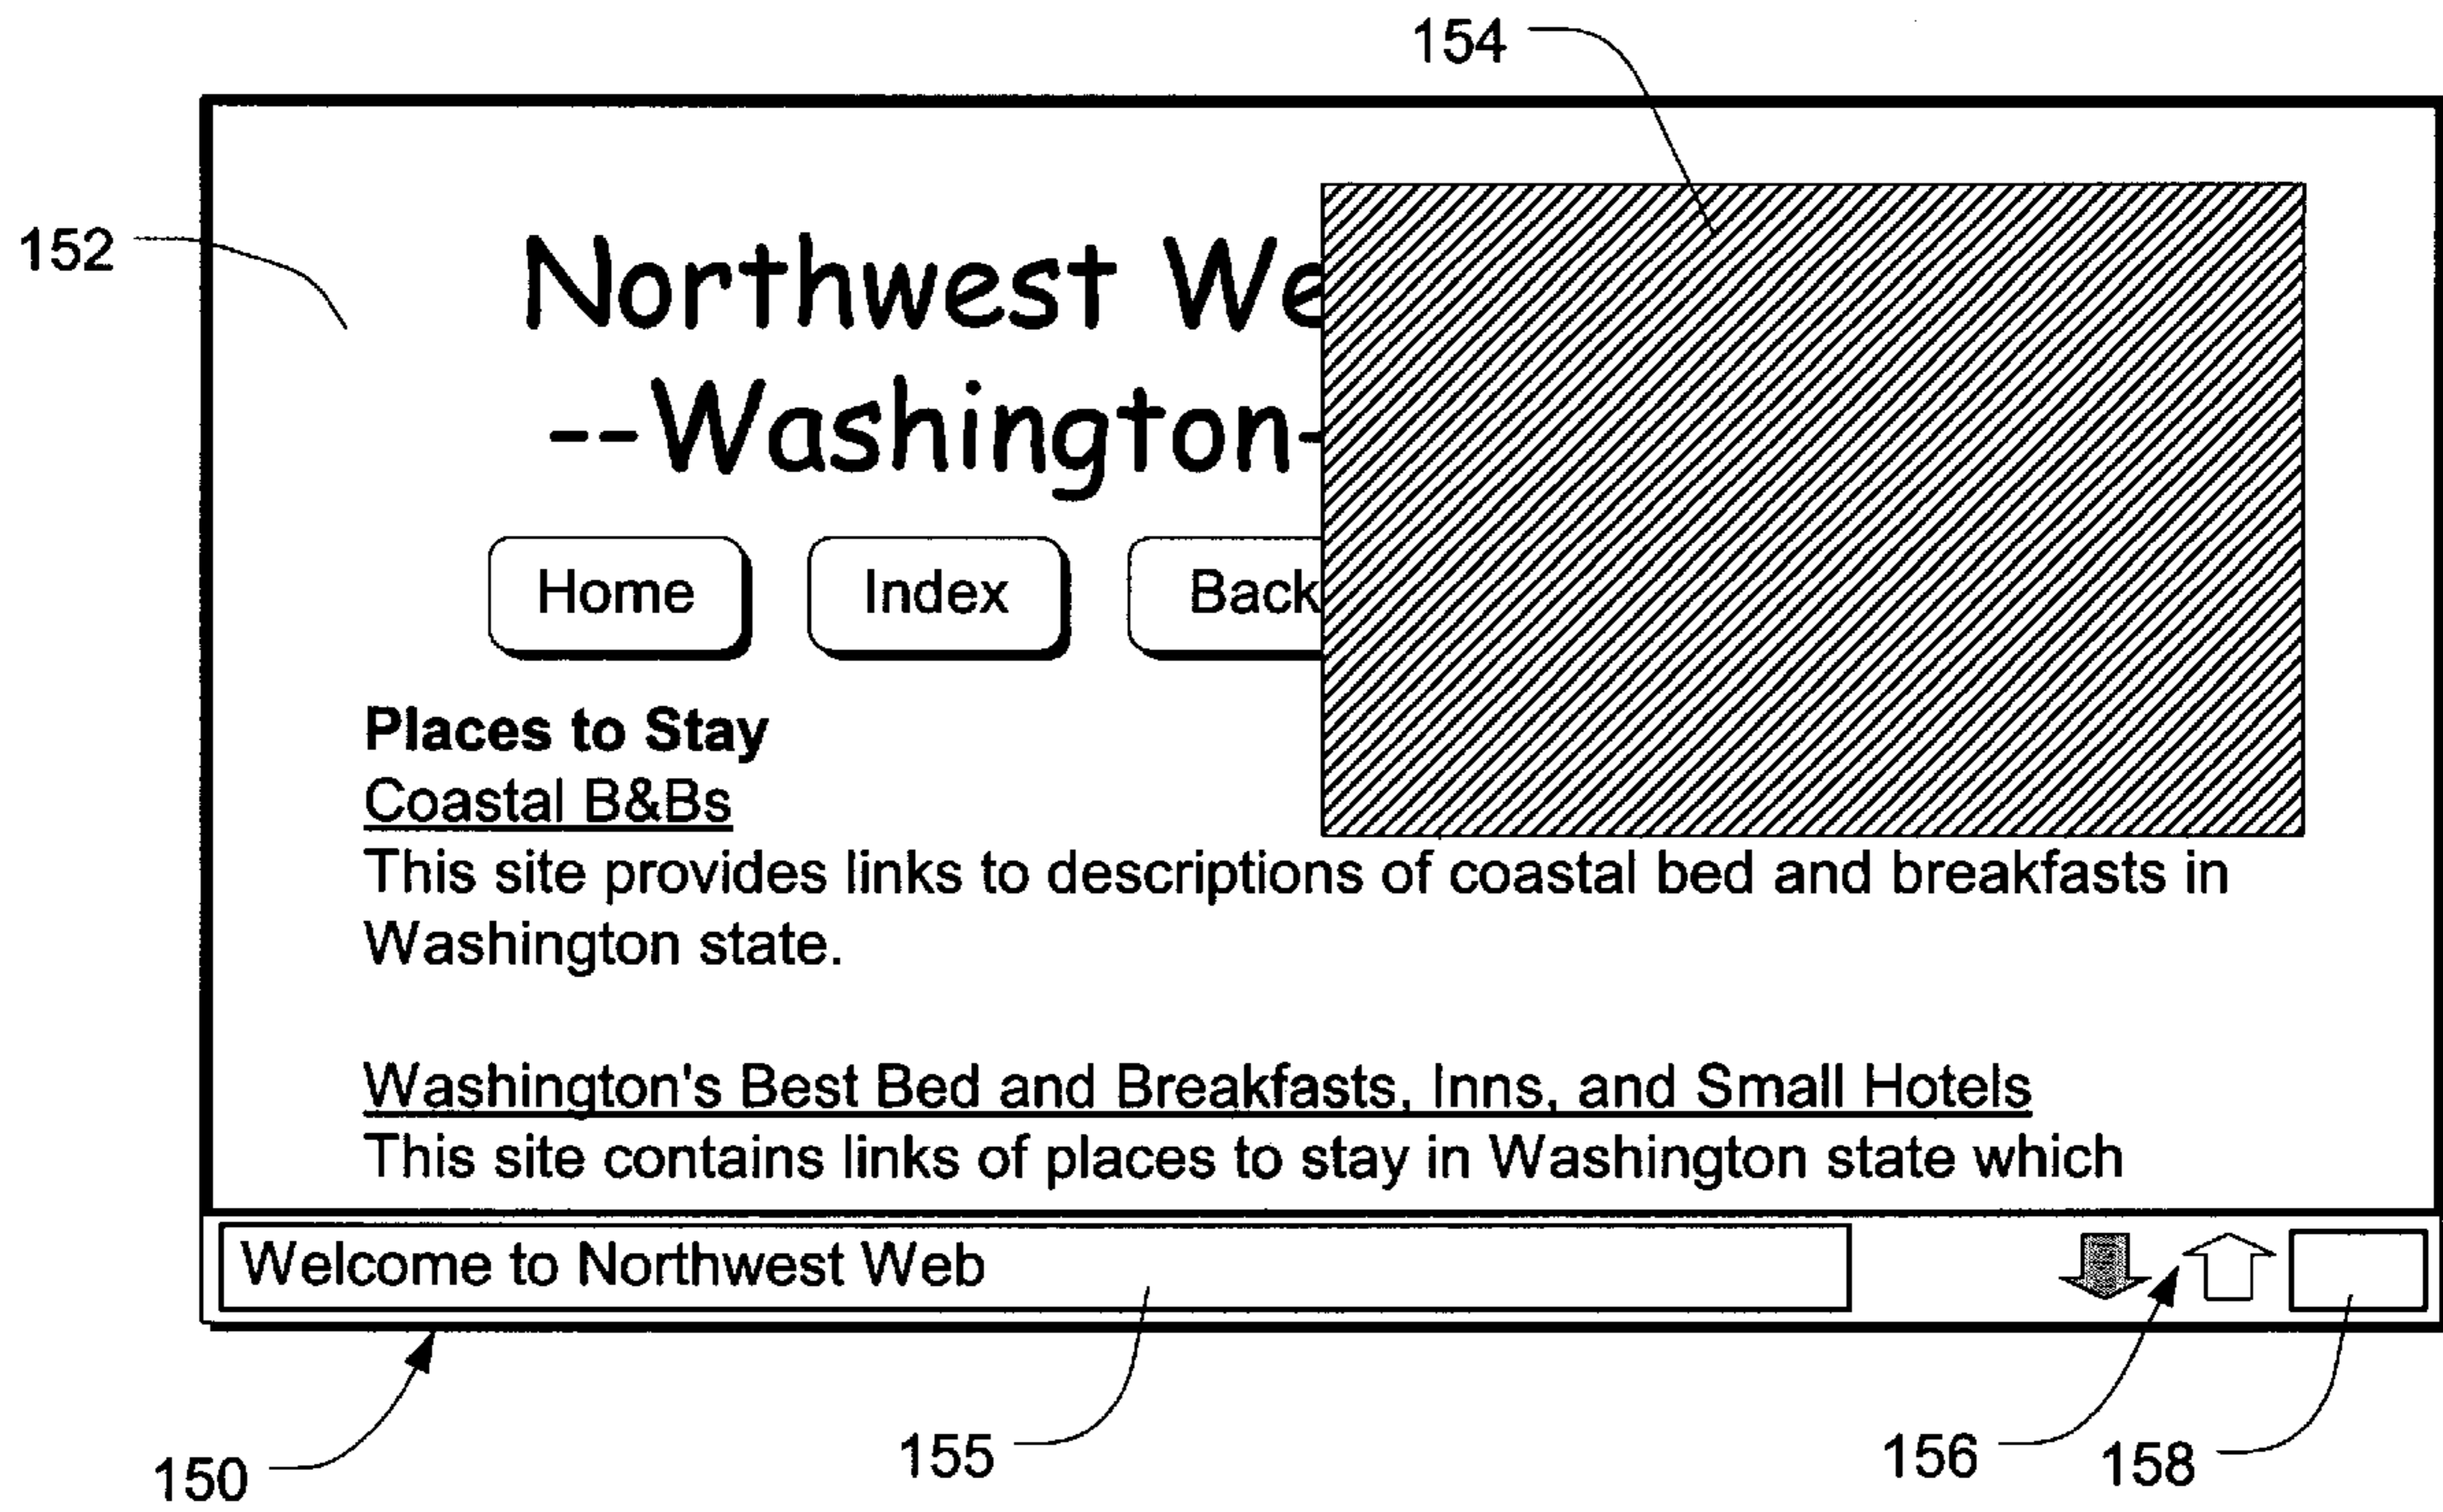 154
152
Northwest We
--Washington-
Home Index Back
Places to Stay
Coastal B&Bs
This site provides links to descriptions of coastal bed and breakfasts in
Washington state.
Washington's Best Bed and Breakfasts, Inns, and Small Hotels
This site contains links of places to stay in Washington state which
Welcome to Northwest Web
150
155
156
158